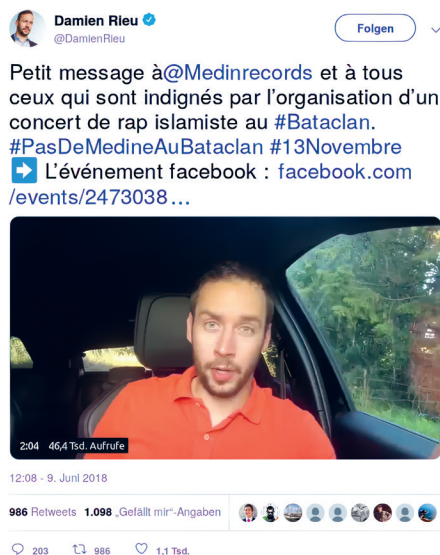 Damien Rieu
@DamienRieu
Folgen
Petit message à@Medinrecords et à tous
ceux qui sont indignés par l'organisation d'un
concert de rap islamiste au #Bataclan.
#PasDeMedineAuBataclan #13Novembre
➡ L'événement facebook : facebook.com
/events/2473038…
2:04 46,4 Tsd. Aufrufe
12:08 - 9. Juni 2018
986 Retweets 1.098 „Gefällt mir“-Angaben
203 986 1.1 Tsd.